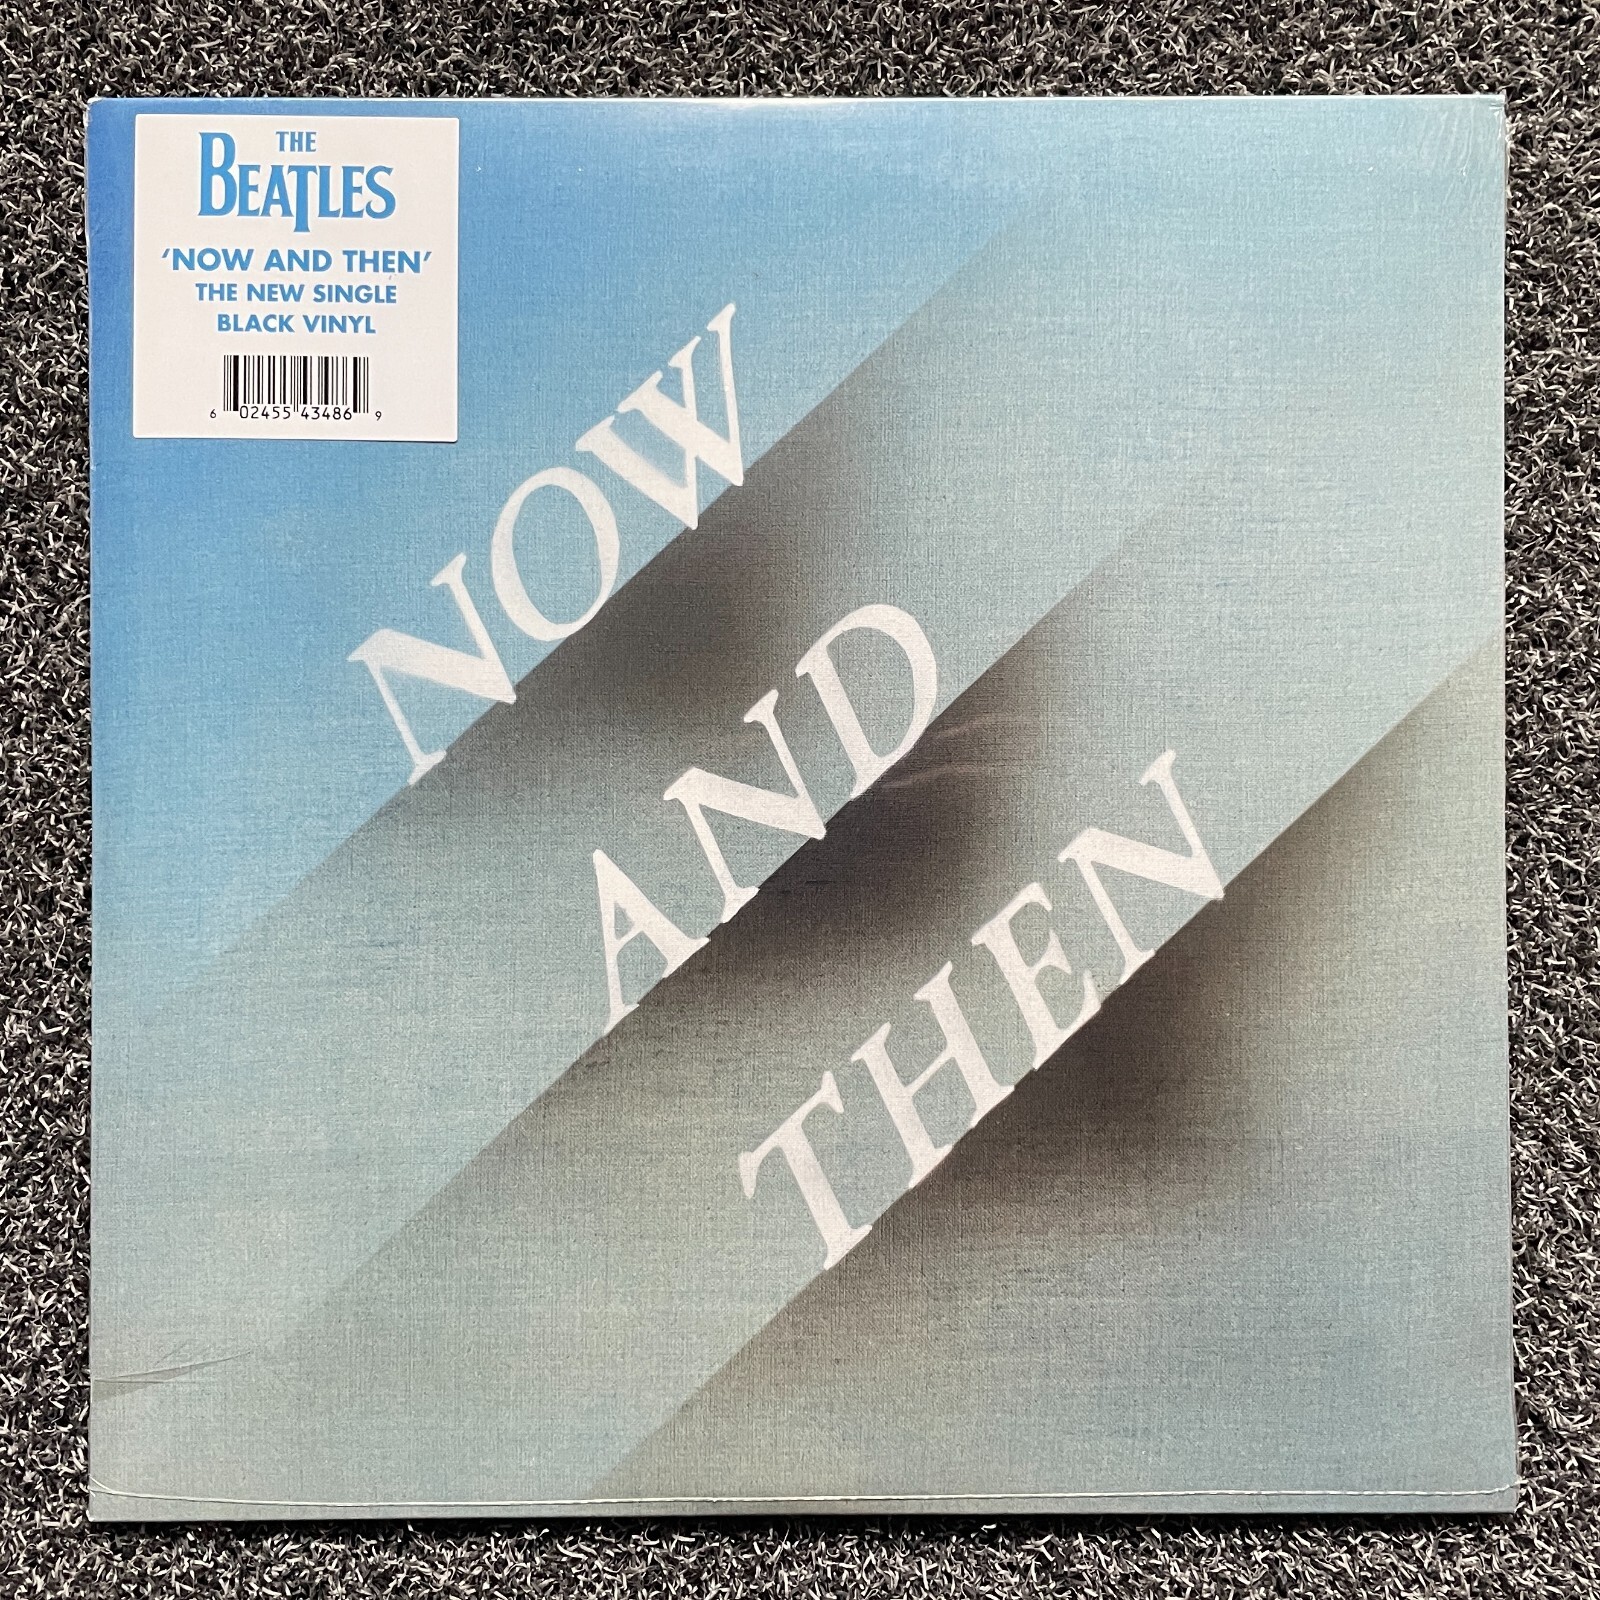 THE
BEATLES
‘NOW AND THEN’
THE NEW SINGLE
BLACK VINYL
6 02455 43486 9
NOW
AND
THEN